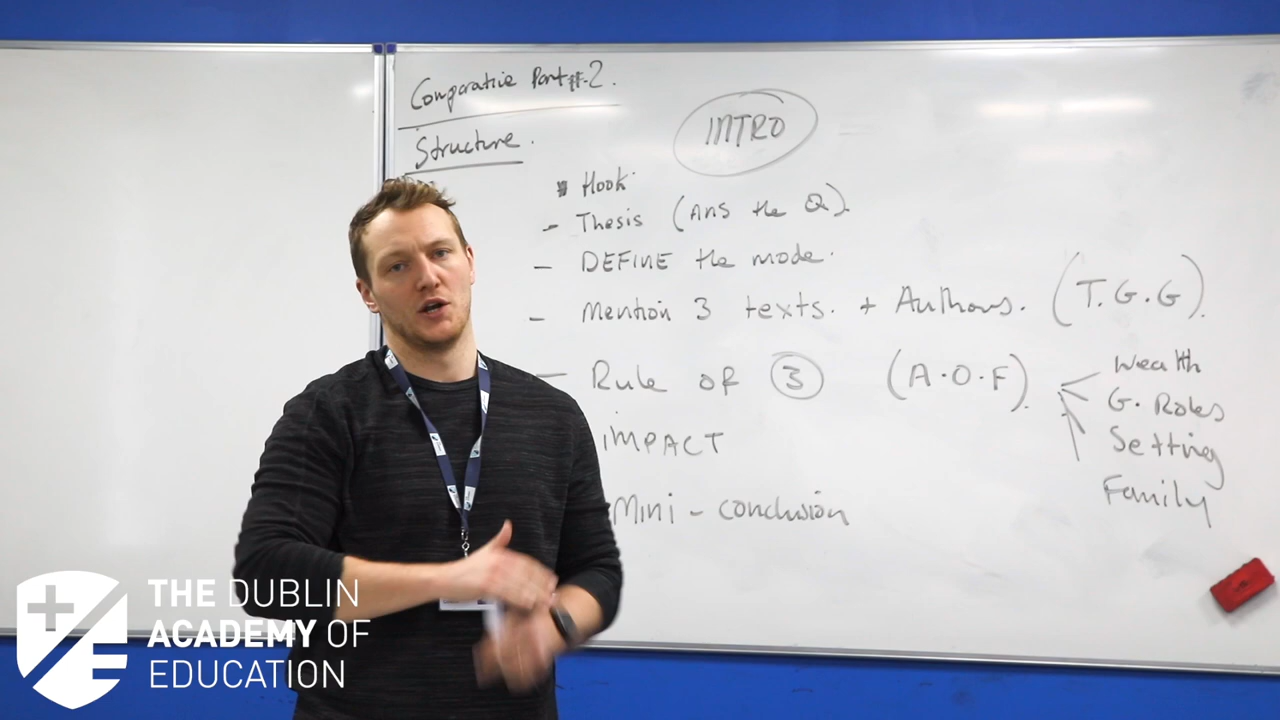 Comparative Part #2.
Structure.
INTRO
Hook
- Thesis (ANS the Q).
- DEFINE the mode.
- Mention 3 texts. + Authors. (T.G.G).
- Rule of 3 (A.O.F).
Wealth
G. Roles
Setting
Family
IMPACT
Mini - conclusion
THE DUBLIN
ACADEMY OF
EDUCATION